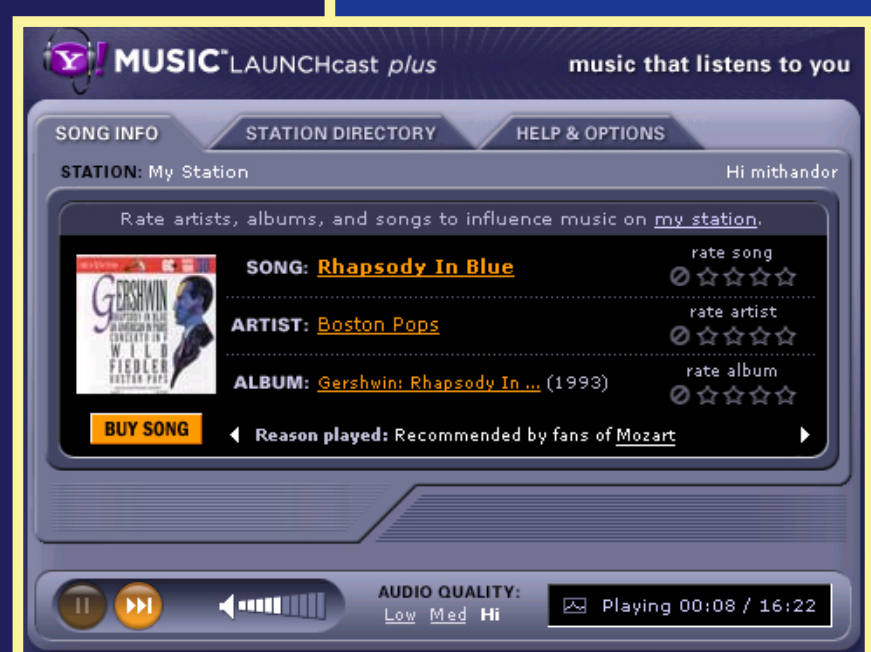 Y! MUSIC™ LAUNCHcast plus
music that listens to you
SONG INFO
STATION DIRECTORY
HELP & OPTIONS
STATION: My Station
Hi mithandor
Rate artists, albums, and songs to influence music on my station.
GERSHWIN
RHAPSODY IN BLUE
AN AMERICAN IN PARIS
CONCERTO IN F
WILD
FIEDLER
BOSTON POPS
SONG: Rhapsody In Blue
rate song
ARTIST: Boston Pops
rate artist
ALBUM: Gershwin: Rhapsody In ... (1993)
rate album
BUY SONG
Reason played: Recommended by fans of Mozart
AUDIO QUALITY:
Low Med Hi
Playing 00:08 / 16:22